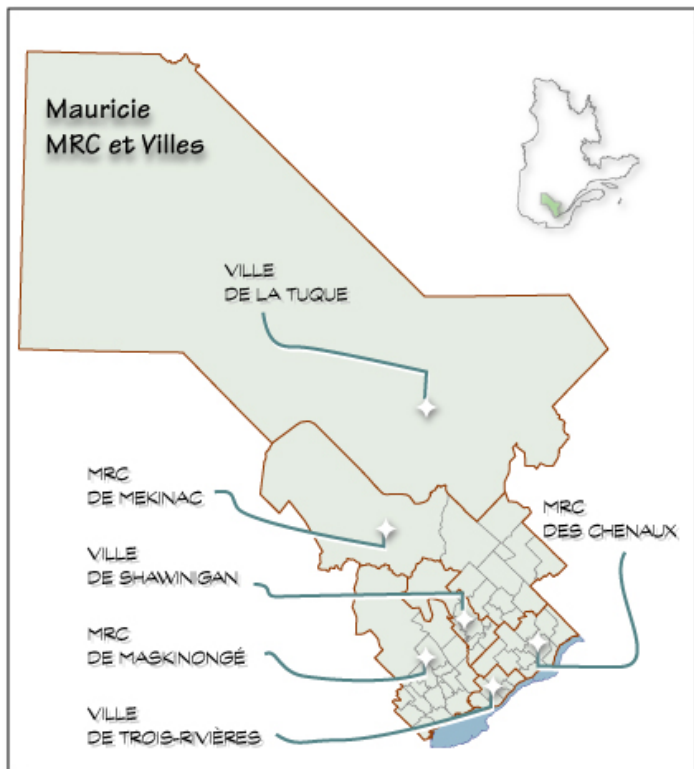 Mauricie
MRC et Villes
VILLE
DE LA TUQUE
MRC
DE MEKINAC
MRC
DES CHENAUX
VILLE
DE SHAWINIGAN
MRC
DE MASKINONGÉ
VILLE
DE TROIS-RIVIÈRES